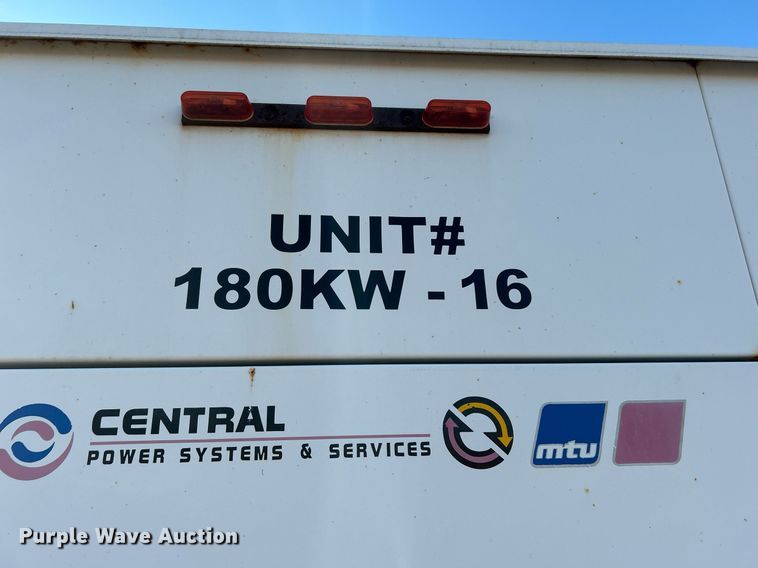 UNIT#
180KW - 16
CENTRAL
POWER SYSTEMS & SERVICES
mtu
Purple Wave Auction